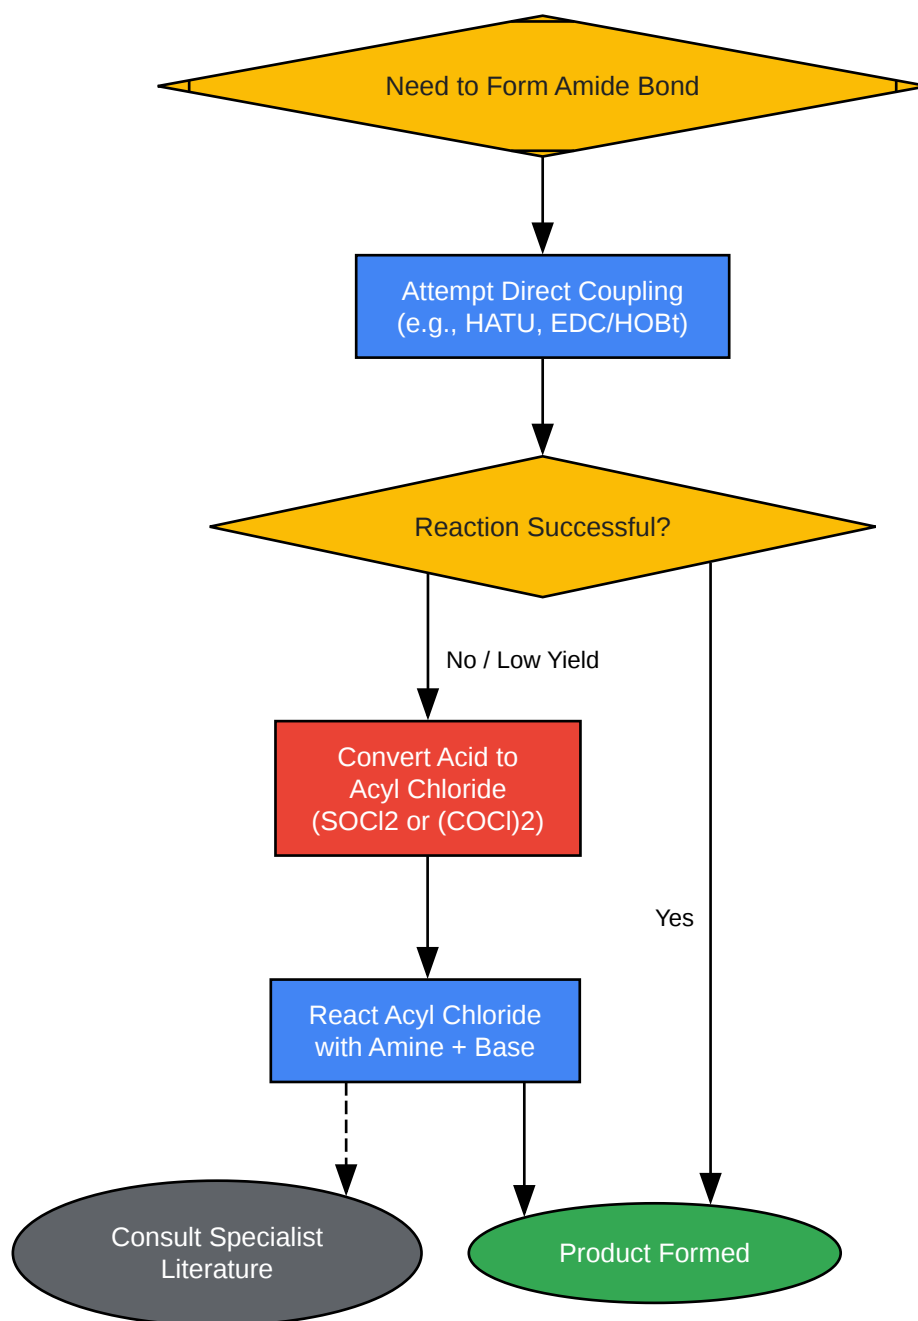 Need to Form Amide Bond
Attempt Direct Coupling
(e.g., HATU, EDC/HOBt)
Reaction Successful?
No / Low Yield
Convert Acid to
Acyl Chloride
(SOCl2 or (COCl)2)
Yes
React Acyl Chloride
with Amine + Base
Consult Specialist
Literature
Product Formed